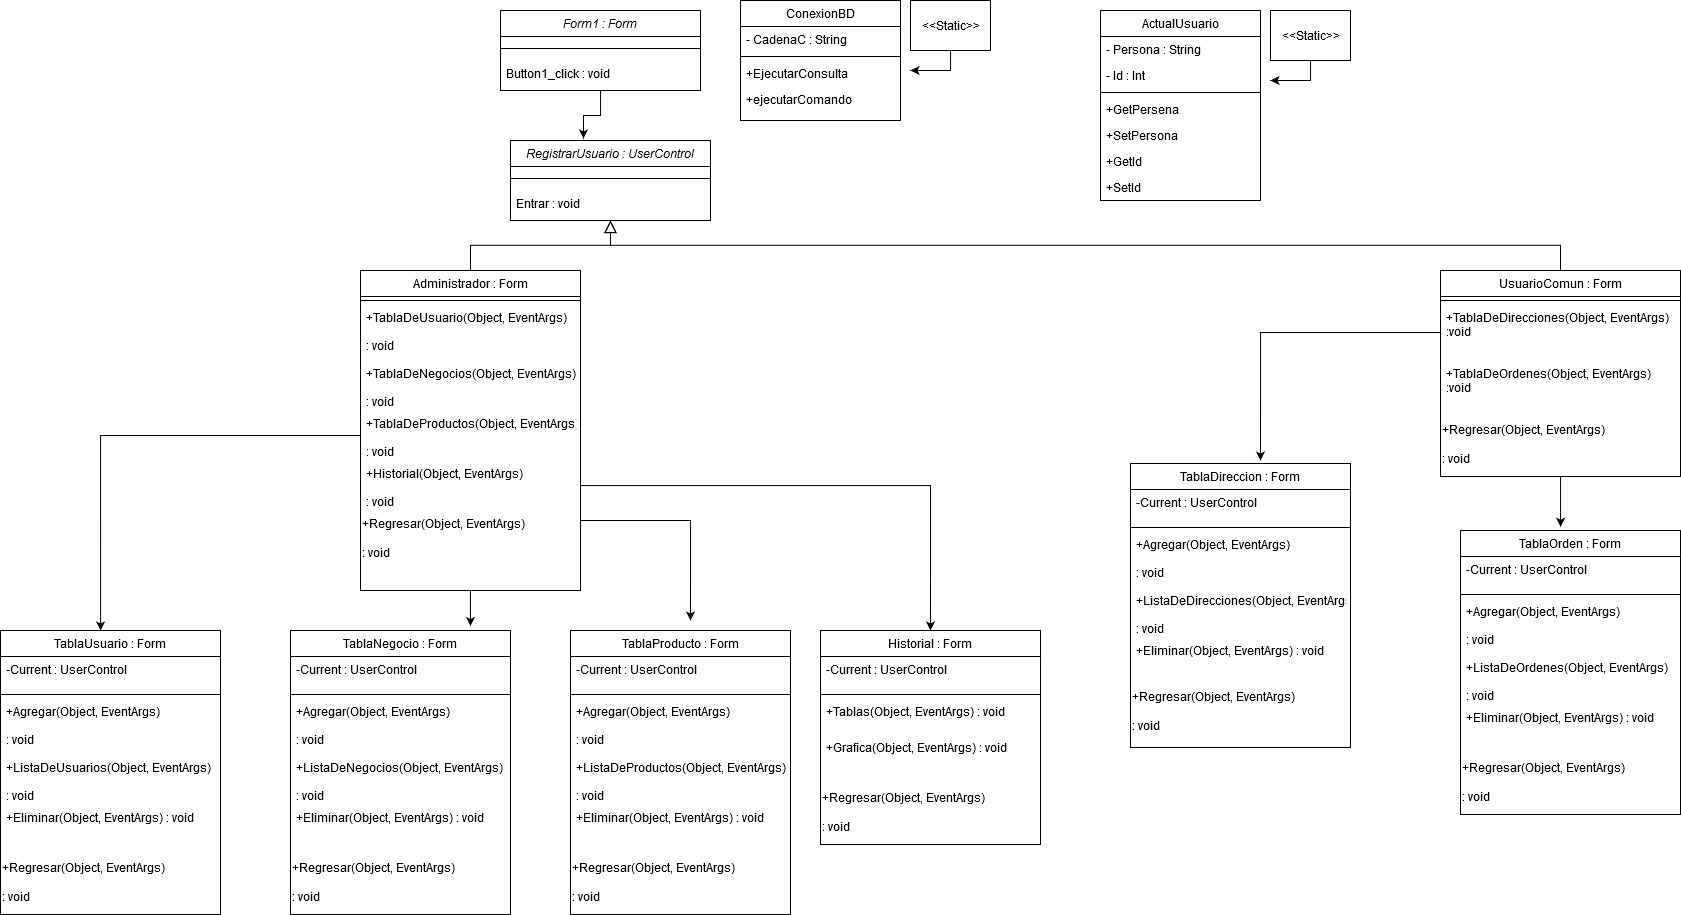 Form1 : Form
Button1_click : void
ConexionBD
- CadenaC : String
+EjecutarConsulta
+ejecutarComando
<<Static>>
ActualUsuario
- Persona : String
- Id : Int
+GetPersena
+SetPersona
+GetId
+SetId
<<Static>>
RegistrarUsuario : UserControl
Entrar : void
Administrador : Form
+TablaDeUsuario(Object, EventArgs)
: void
+TablaDeNegocios(Object, EventArgs)
: void
+TablaDeProductos(Object, EventArgs
: void
+Historial(Object, EventArgs)
: void
+Regresar(Object, EventArgs)
: void
UsuarioComun : Form
+TablaDeDirecciones(Object, EventArgs)
:void
+TablaDeOrdenes(Object, EventArgs)
:void
+Regresar(Object, EventArgs)
: void
TablaUsuario : Form
-Current : UserControl
+Agregar(Object, EventArgs)
: void
+ListaDeUsuarios(Object, EventArgs)
: void
+Eliminar(Object, EventArgs) : void
+Regresar(Object, EventArgs)
: void
TablaNegocio : Form
-Current : UserControl
+Agregar(Object, EventArgs)
: void
+ListaDeNegocios(Object, EventArgs)
: void
+Eliminar(Object, EventArgs) : void
+Regresar(Object, EventArgs)
: void
TablaProducto : Form
-Current : UserControl
+Agregar(Object, EventArgs)
: void
+ListaDeProductos(Object, EventArgs)
: void
+Eliminar(Object, EventArgs) : void
+Regresar(Object, EventArgs)
: void
Historial : Form
-Current : UserControl
+Tablas(Object, EventArgs) : void
+Grafica(Object, EventArgs) : void
+Regresar(Object, EventArgs)
: void
TablaDireccion : Form
-Current : UserControl
+Agregar(Object, EventArgs)
: void
+ListaDeDirecciones(Object, EventArg
: void
+Eliminar(Object, EventArgs) : void
+Regresar(Object, EventArgs)
: void
TablaOrden : Form
-Current : UserControl
+Agregar(Object, EventArgs)
: void
+ListaDeOrdenes(Object, EventArgs)
: void
+Eliminar(Object, EventArgs) : void
+Regresar(Object, EventArgs)
: void